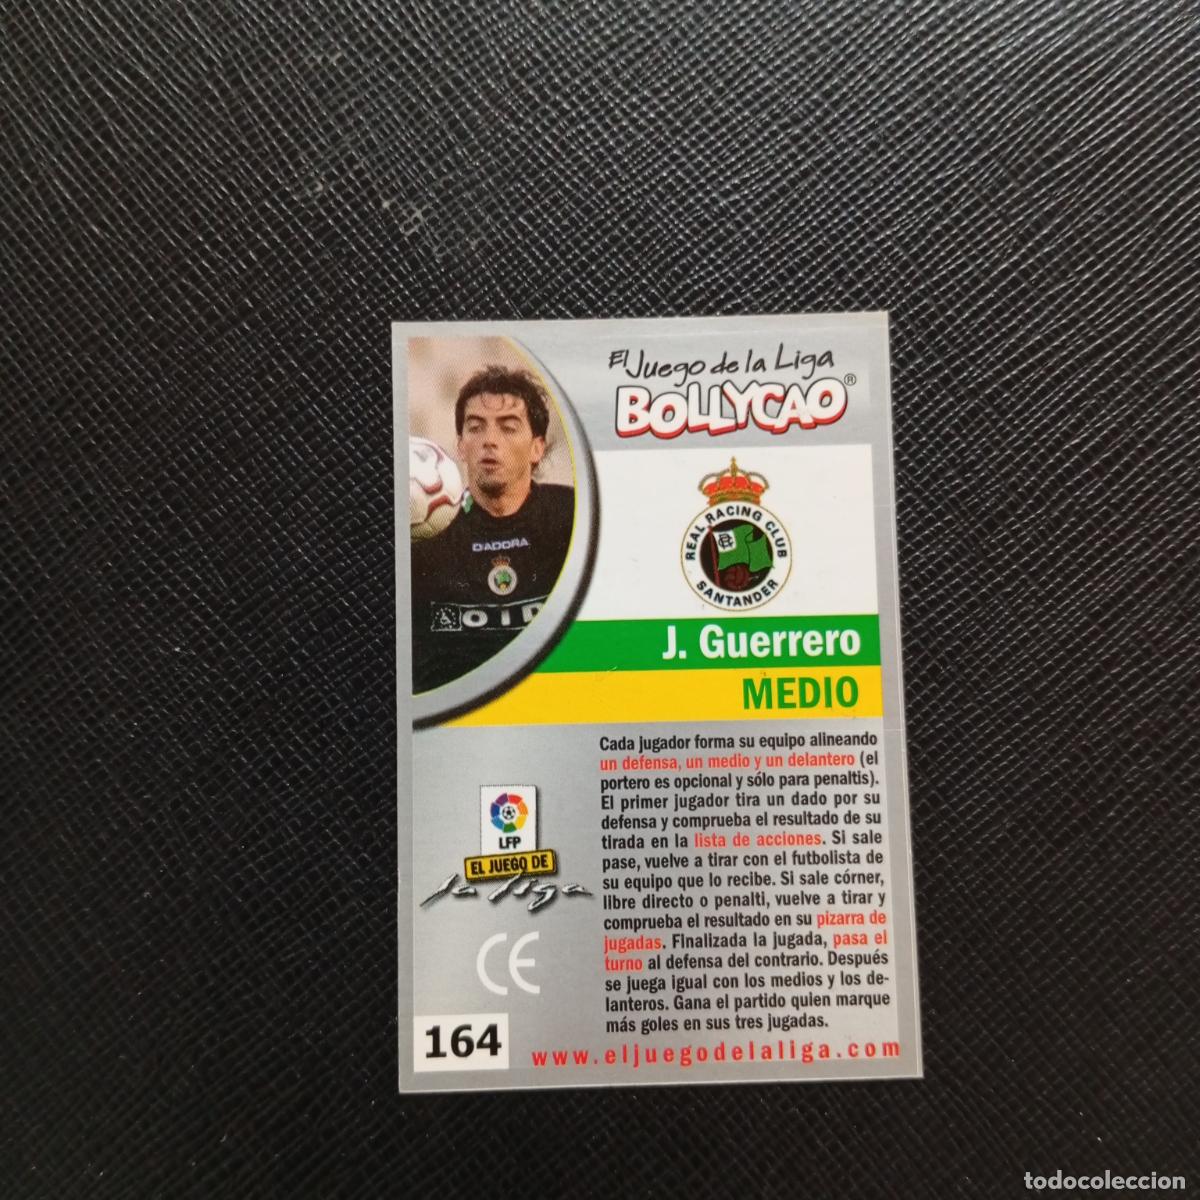 El Juego de la Liga
BOLLYCAO®
DIADORA
REAL RACING CLUB
SANTANDER
J. Guerrero
MEDIO
Cada jugador forma su equipo alineando
un defensa, un medio y un delantero (el
portero es opcional y sólo para penaltis).
El primer jugador tira un dado por su
defensa y comprueba el resultado de su
tirada en la lista de acciones. Si sale
pase, vuelve a tirar con el futbolista de
su equipo que lo recibe. Si sale córner,
libre directo o penalti, vuelve a tirar y
comprueba el resultado en su pizarra de
jugadas. Finalizada la jugada, pasa el
turno al defensa del contrario. Después
se juega igual con los medios y los de-
lanteros. Gana el partido quien marque
más goles en sus tres jugadas.
LFP
EL JUEGO DE
la liga
CE
164
www.eljuegodelaliga.com
todocoleccion